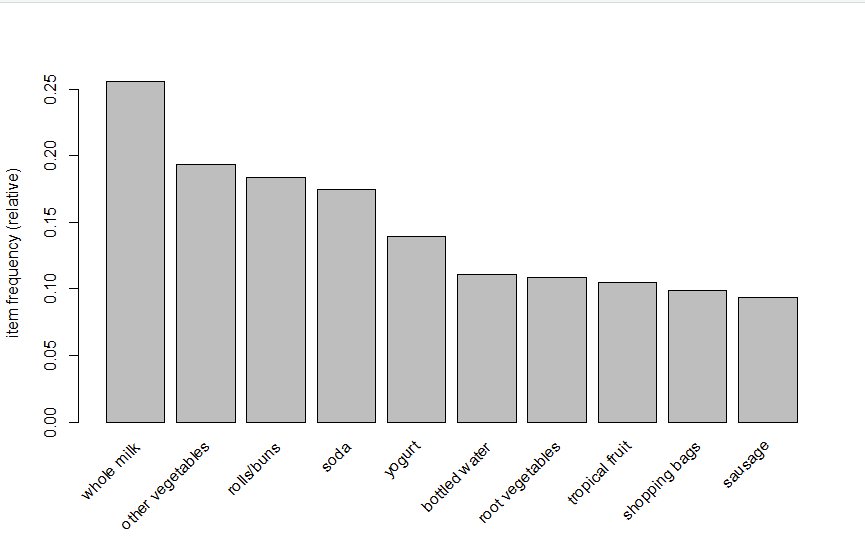 item frequency (relative)
0.25
0.20
0.15
0.10
0.05
0.00
whole milk
other vegetables
rolls/buns
soda
yogurt
bottled water
root vegetables
tropical fruit
shopping bags
sausage